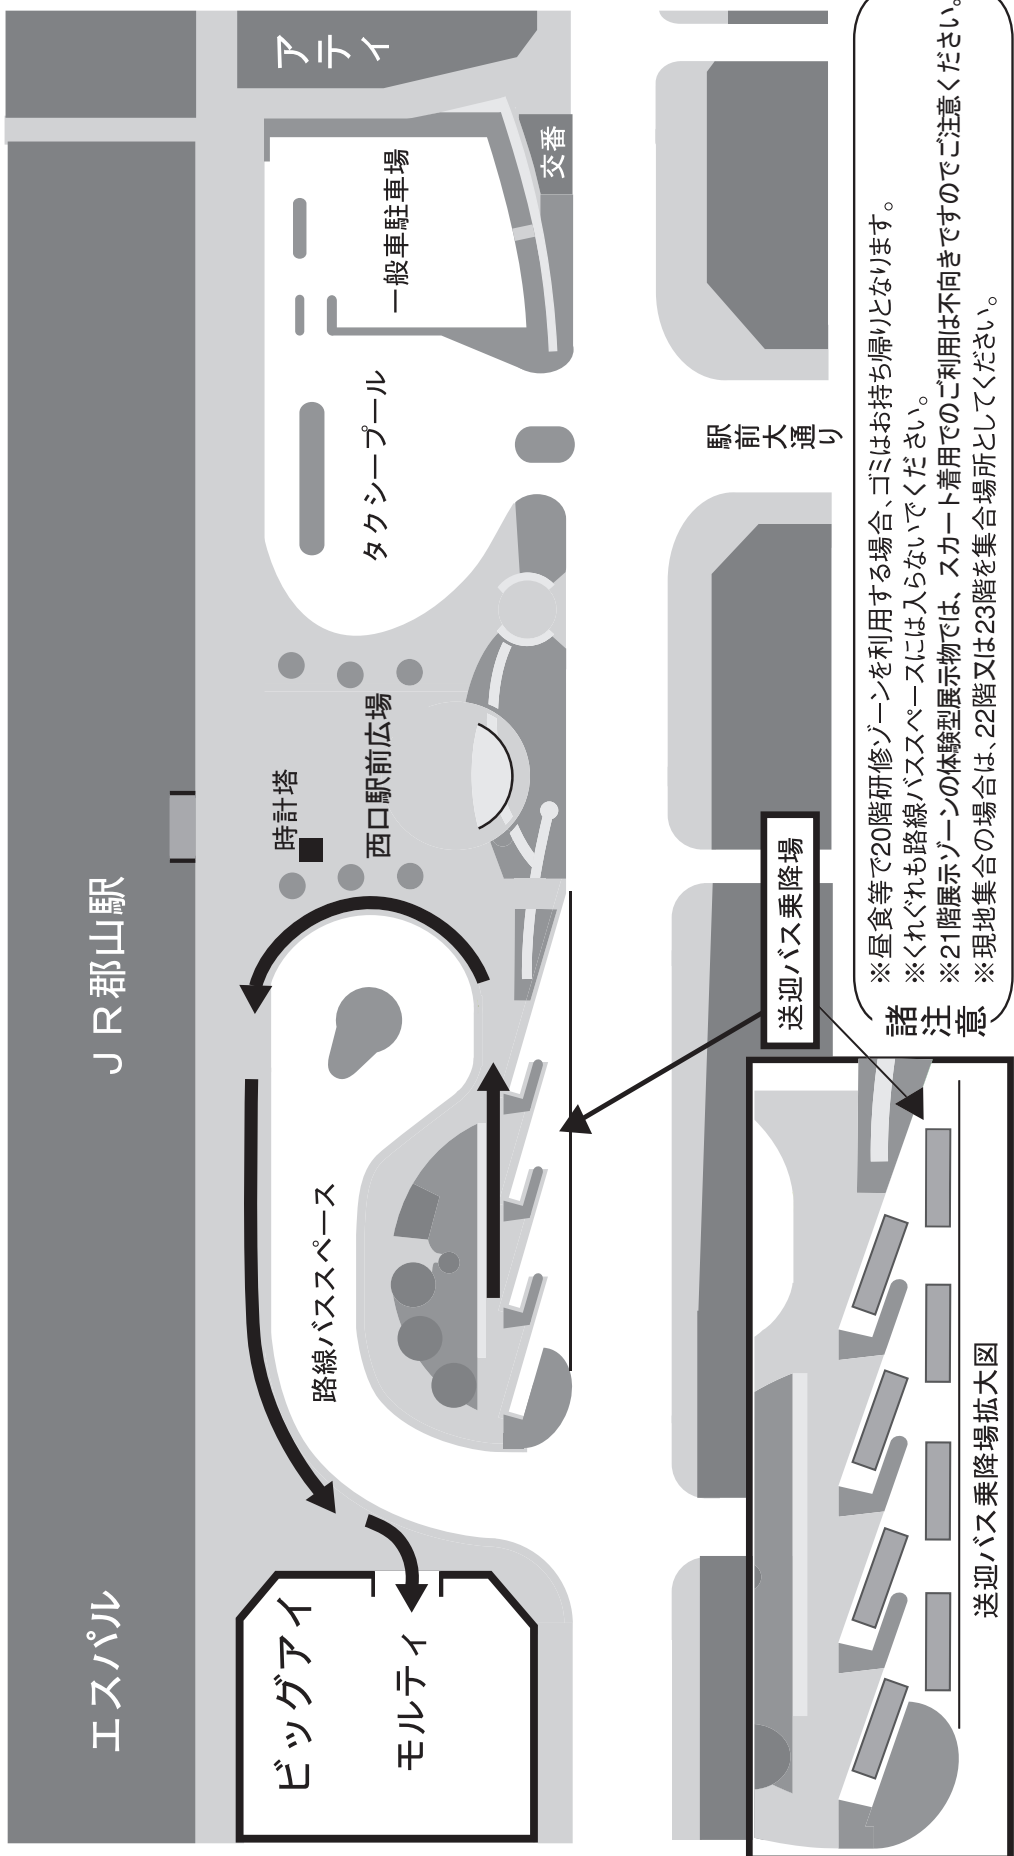 エスパル
ＪＲ郡山駅
アティ
ビッグアイ
モルティ
路線バススペース
時計塔
西口駅前広場
タクシープール
一般車駐車場
交番
駅前大通り
送迎バス乗降場
送迎バス乗降場拡大図
諸注意
※昼食等で20階研修ゾーンを利用する場合、ゴミはお持ち帰りとなります。
※くれぐれも路線バススペースには入らないでください。
※21階展示ゾーンの体験型展示物では、スカート着用でのご利用は不向きですのでご注意ください。
※現地集合の場合は、22階又は23階を集合場所としてください。